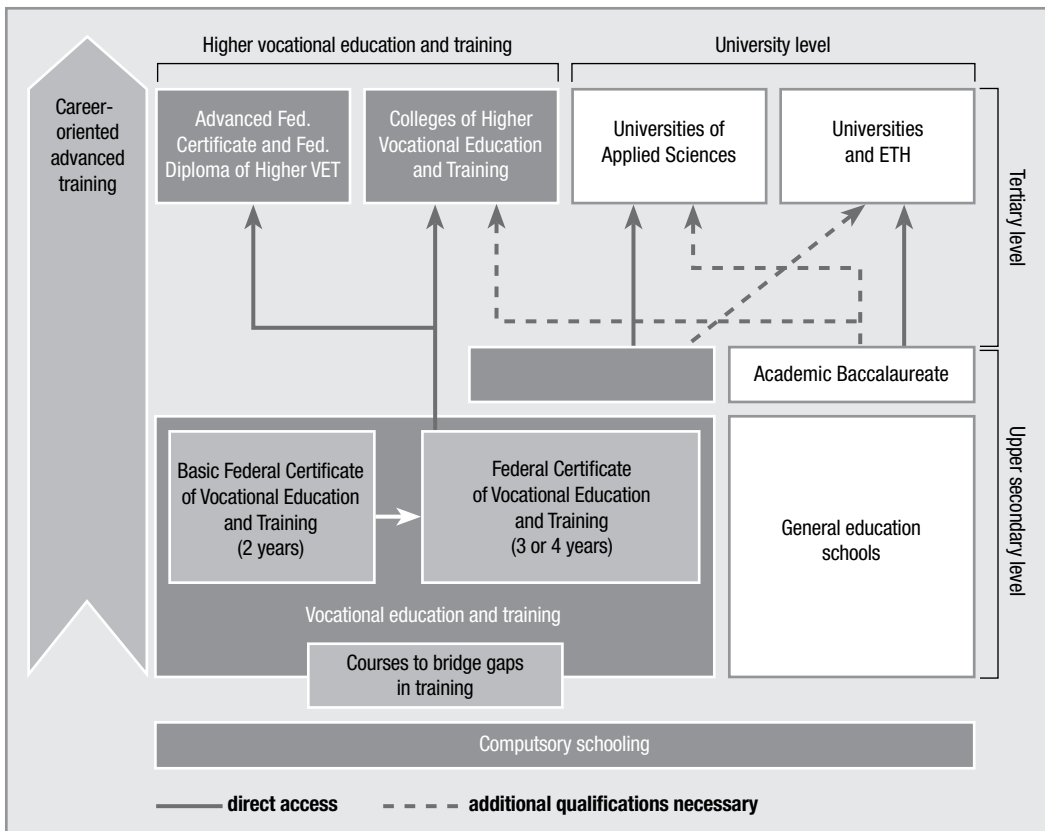 Higher vocational education and training
University level
Career-
oriented
advanced
training
Advanced Fed.
Certificate and Fed.
Diploma of Higher VET
Colleges of Higher
Vocational Education
and Training
Universities of
Applied Sciences
Universities
and ETH
Tertiary level
Academic Baccalaureate
Basic Federal Certificate
of Vocational Education
and Training
(2 years)
Federal Certificate
of Vocational Education
and Training
(3 or 4 years)
General education
schools
Upper secondary level
Vocational education and training
Courses to bridge gaps
in training
Computsory schooling
direct access
additional qualifications necessary